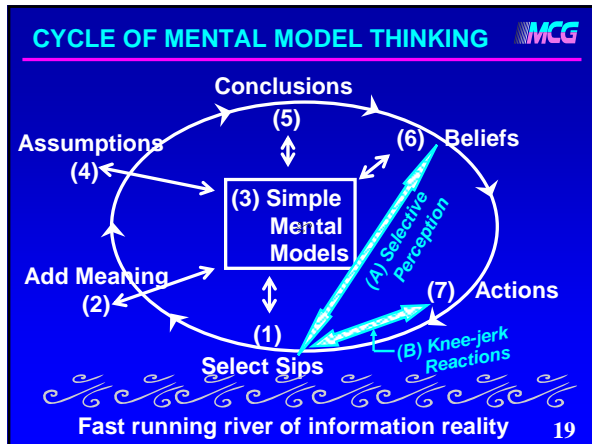 CYCLE OF MENTAL MODEL THINKING
MCG
Conclusions
(5)
(6)
Beliefs
Assumptions
(4)
(3) Simple
Mental
Models
(A) Selective
Perception
Add Meaning
(2)
(7) Actions
(1)
Select Sips
(B) Knee-jerk
Reactions
Fast running river of information reality
19